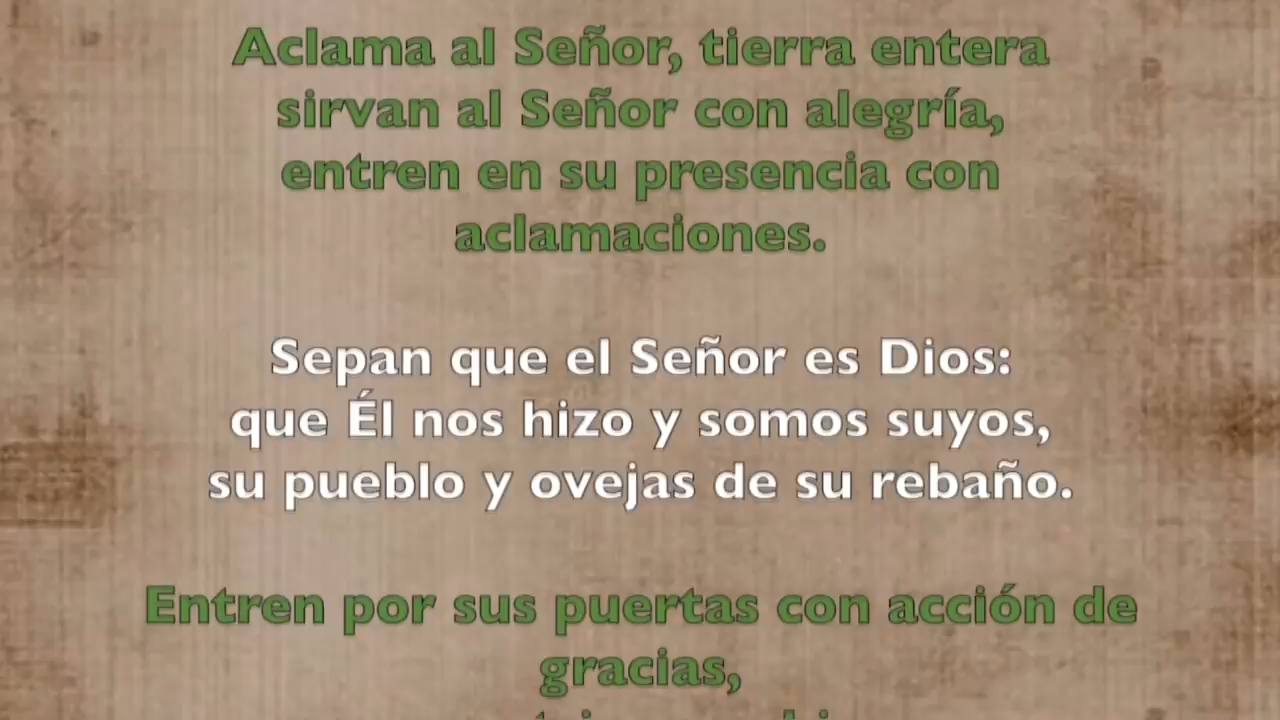 Aclama al Señor, tierra entera
sirvan al Señor con alegría,
entren en su presencia con
aclamaciones.
Sepan que el Señor es Dios:
que Él nos hizo y somos suyos,
su pueblo y ovejas de su rebaño.
Entren por sus puertas con acción de
gracias,